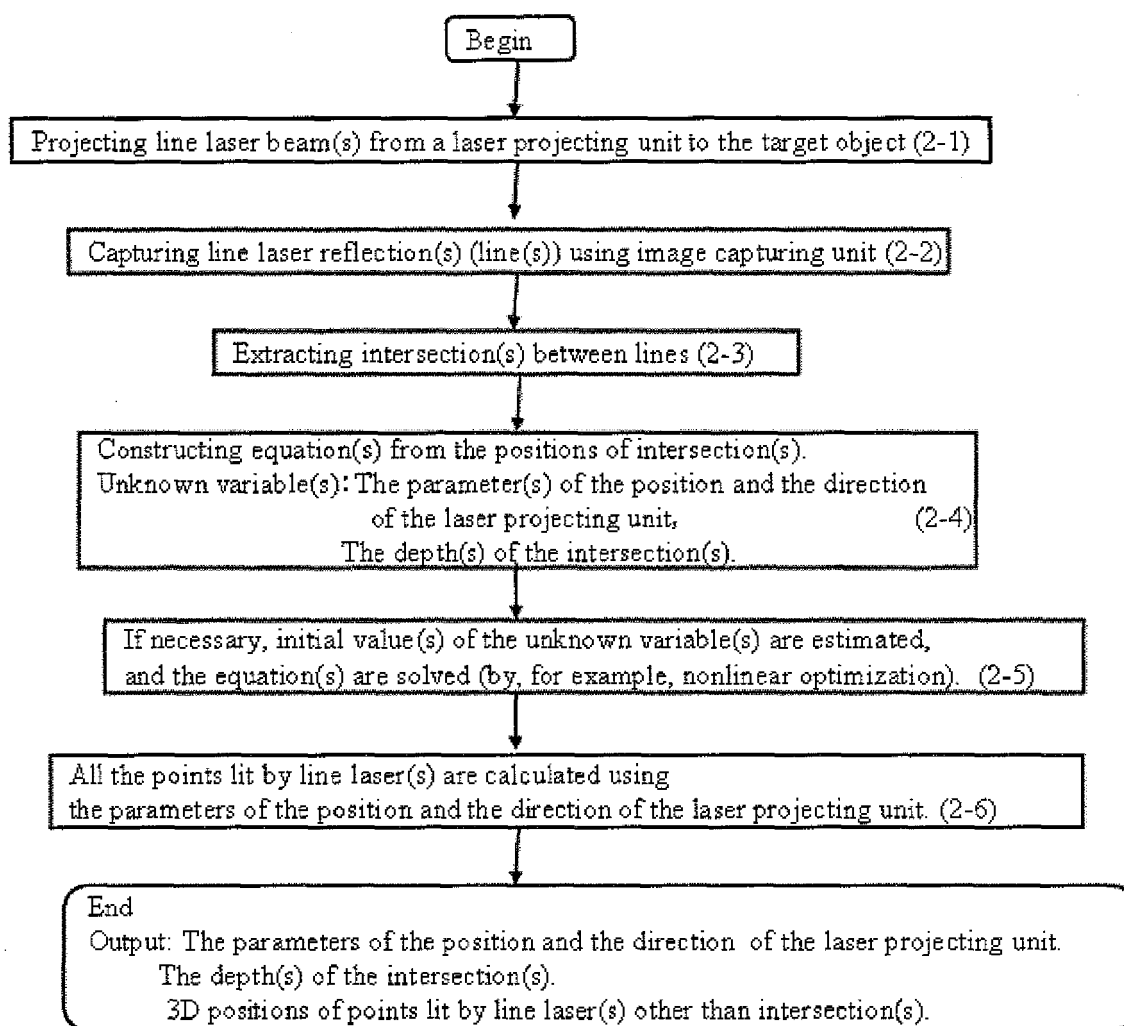 Begin
Projecting line laser beam(s) from a laser projecting unit to the target object (2-1)
Capturing line laser reflection(s) (line(s)) using image capturing unit (2-2)
Extracting intersection(s) between lines (2-3)
Constructing equation(s) from the positions of intersection(s).
Unknown variable(s): The parameter(s) of the position and the direction
of the laser projecting unit, (2-4)
The depth(s) of the intersection(s).
If necessary, initial value(s) of the unknown variable(s) are estimated,
and the equation(s) are solved (by, for example, nonlinear optimization). (2-5)
All the points lit by line laser(s) are calculated using
the parameters of the position and the direction of the laser projecting unit. (2-6)
End
Output: The parameters of the position and the direction of the laser projecting unit.
The depth(s) of the intersection(s).
3D positions of points lit by line laser(s) other than intersection(s).